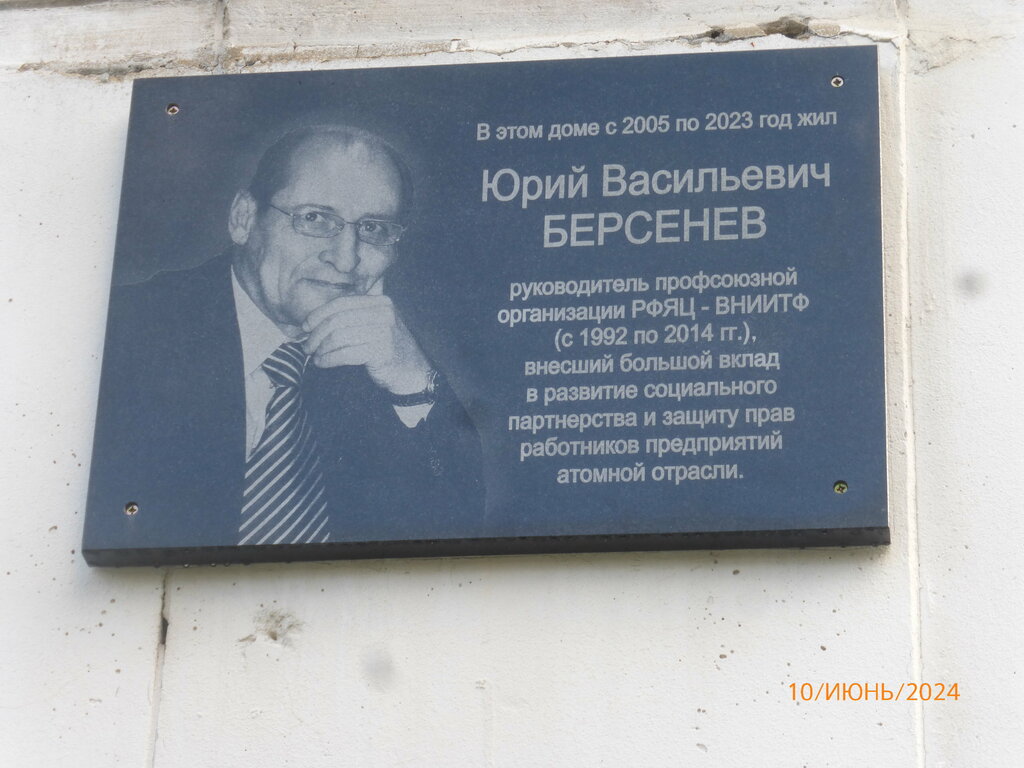 В этом доме с 2005 по 2023 год жил
Юрий Васильевич
БЕРСЕНЕВ
руководитель профсоюзной
организации РФЯЦ - ВНИИТФ
(с 1992 по 2014 гг.),
внесший большой вклад
в развитие социального
партнерства и защиту прав
работников предприятий
атомной отрасли.
10/ИЮНЬ/2024